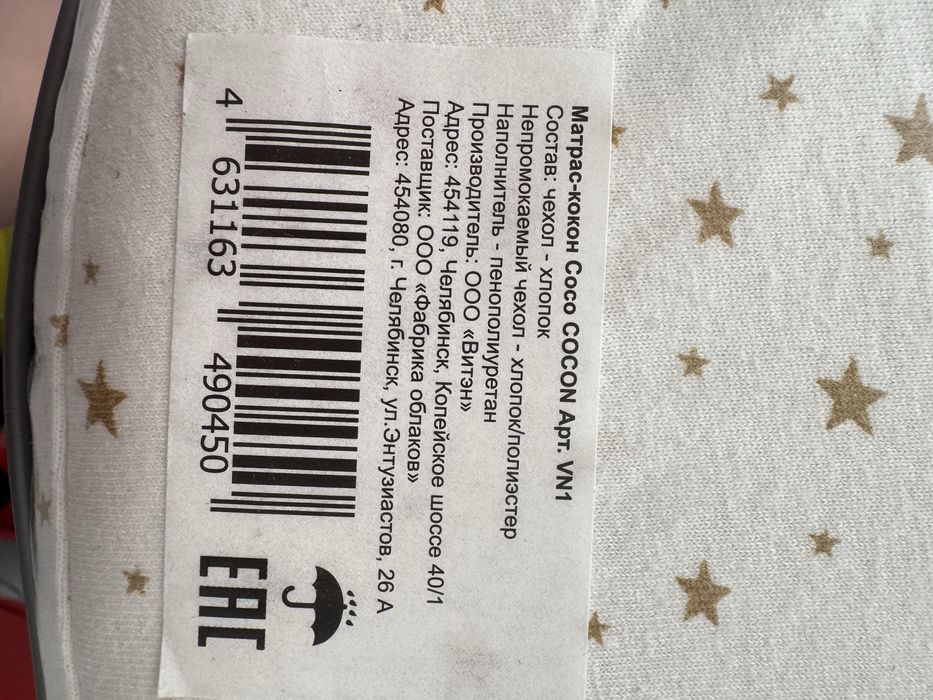 Матрас-кокон Coco COCON Арт. VN1
Состав: чехол - хлопок
Непромокаемый чехол - хлопок/полиэстер
Наполнитель - пенополиуретан
Производитель: ООО «Витэн»
Адрес: 454119, Челябинск, Копейское шоссе 40/1
Поставщик: ООО «Фабрика облаков»
Адрес: 454080, г. Челябинск, ул.Энтузиастов, 26 А
4 631163 490450
EAC